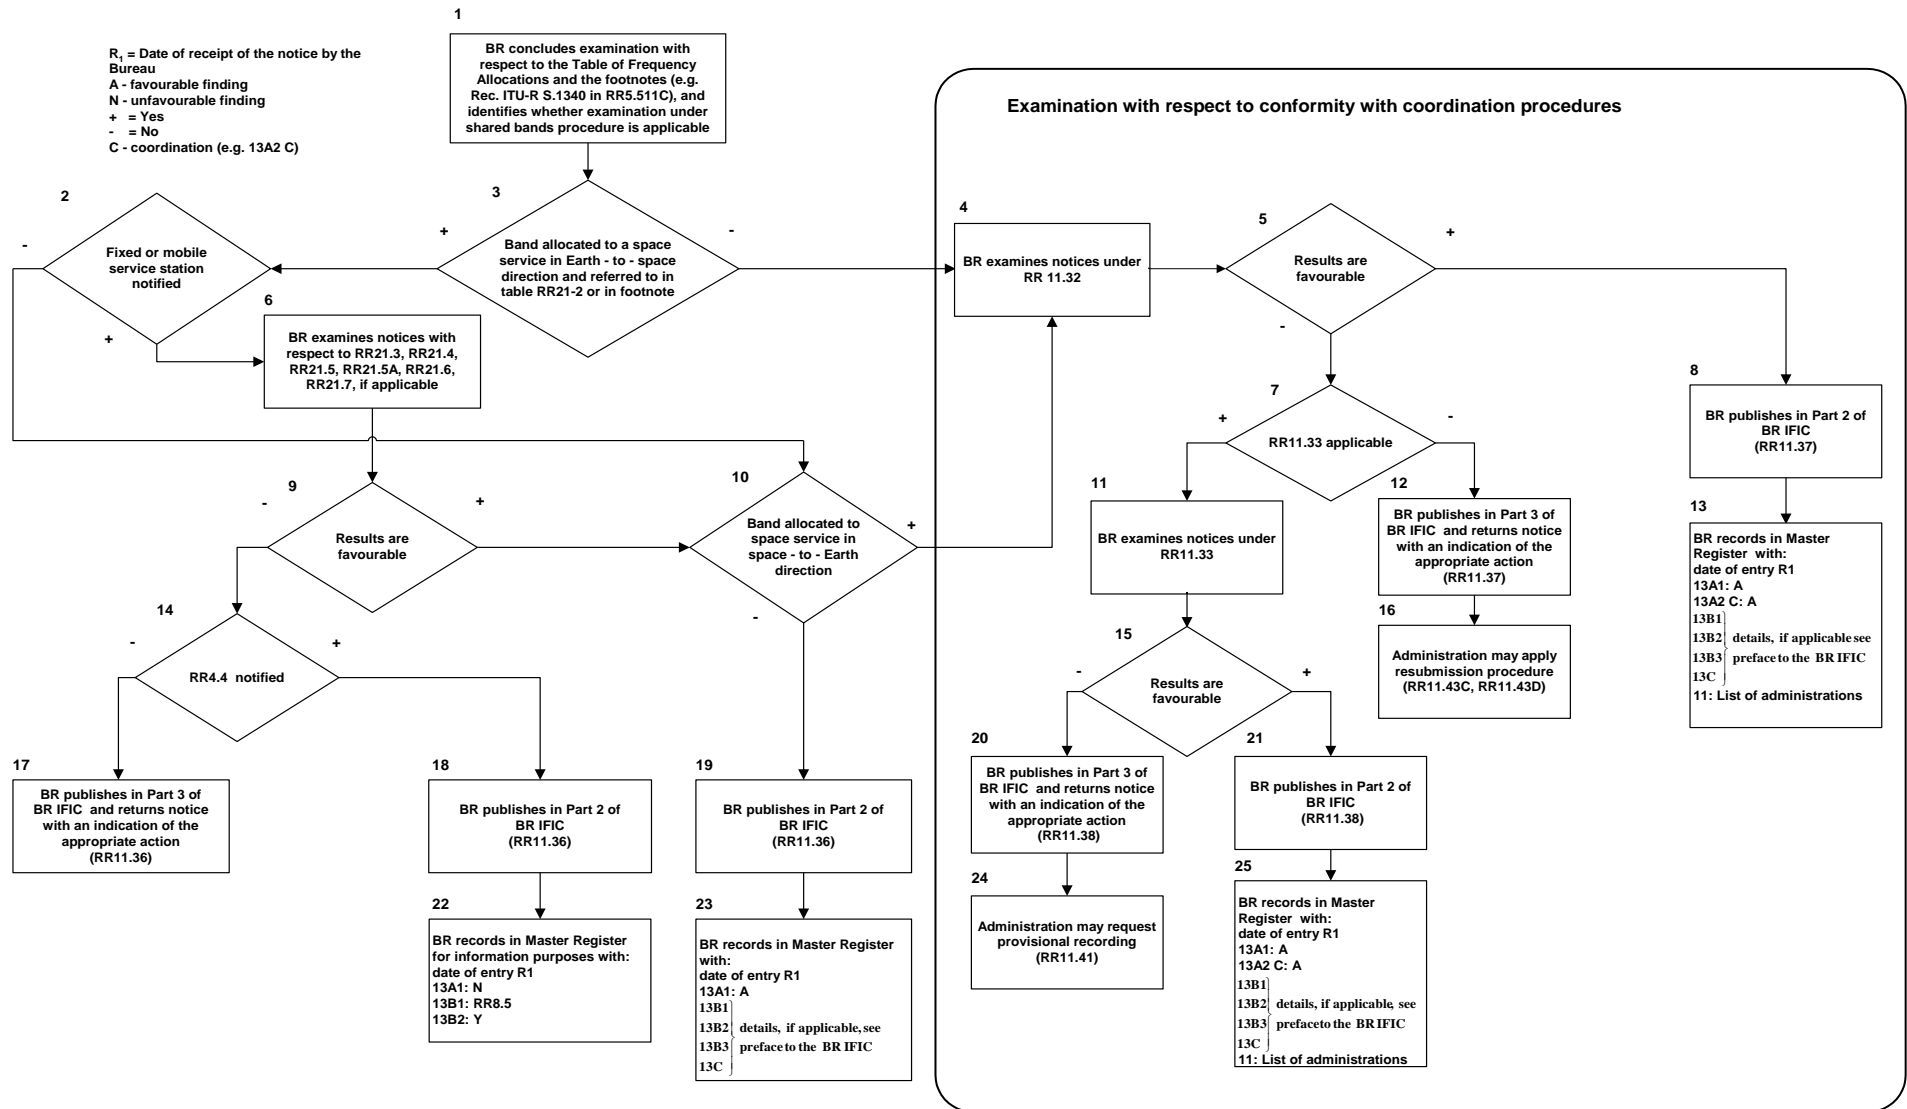 R1 = Date of receipt of the notice by the
Bureau
A - favourable finding
N - unfavourable finding
+ = Yes
- = No
C - coordination (e.g. 13A2 C)
1
BR concludes examination with
respect to the Table of Frequency
Allocations and the footnotes (e.g.
Rec. ITU-R S.1340 in RR5.511C), and
identifies whether examination under
shared bands procedure is applicable
Examination with respect to conformity with coordination procedures
2
-
Fixed or mobile
service station
notified
+
3
+
-
Band allocated to a space
service in Earth - to - space
direction and referred to in
table RR21-2 or in footnote
4
BR examines notices under
RR 11.32
5
+
Results are
favourable
-
6
BR examines notices with
respect to RR21.3, RR21.4,
RR21.5, RR21.5A, RR21.6,
RR21.7, if applicable
7
+
-
RR11.33 applicable
8
BR publishes in Part 2 of
BR IFIC
(RR11.37)
9
-
+
Results are
favourable
10
+
Band allocated to
space service in
space - to - Earth
direction
-
11
BR examines notices under
RR11.33
12
BR publishes in Part 3 of
BR IFIC and returns notice
with an indication of the
appropriate action
(RR11.37)
13
BR records in Master
Register with:
date of entry R1
13A1: A
13A2 C: A
13B1
13B2 details, if applicable see
13B3 preface to the BR IFIC
13C
11: List of administrations
14
-
+
RR4.4 notified
15
-
+
Results are
favourable
16
Administration may apply
resubmission procedure
(RR11.43C, RR11.43D)
17
BR publishes in Part 3 of
BR IFIC and returns notice
with an indication of the
appropriate action
(RR11.36)
18
BR publishes in Part 2 of
BR IFIC
(RR11.36)
19
BR publishes in Part 2 of
BR IFIC
(RR11.36)
20
BR publishes in Part 3 of
BR IFIC and returns notice
with an indication of the
appropriate action
(RR11.38)
21
BR publishes in Part 2 of
BR IFIC
(RR11.38)
22
BR records in Master Register
for information purposes with:
date of entry R1
13A1: N
13B1: RR8.5
13B2: Y
23
BR records in Master Register
with:
date of entry R1
13A1: A
13B1
13B2 details, if applicable, see
13B3 preface to the BR IFIC
13C
24
Administration may request
provisional recording
(RR11.41)
25
BR records in Master
Register with:
date of entry R1
13A1: A
13A2 C: A
13B1
13B2 details, if applicable, see
13B3 preface to the BR IFIC
13C
11: List of administrations